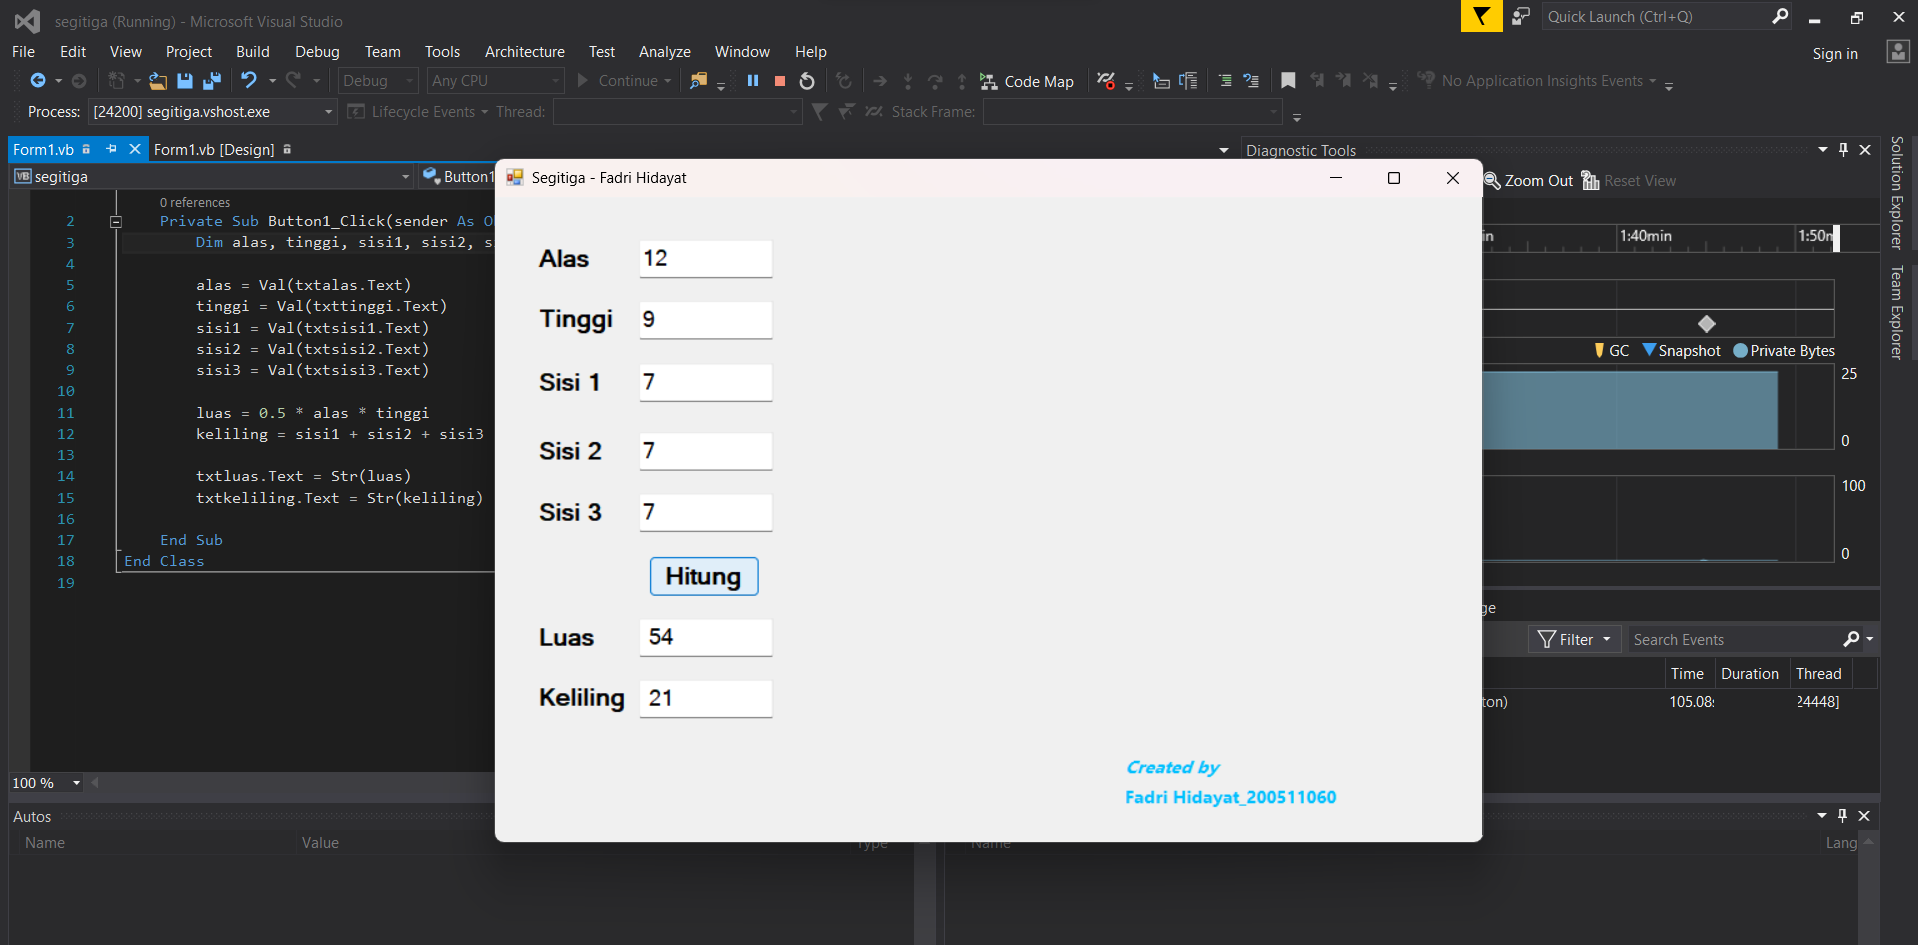 segitiga (Running) - Microsoft Visual Studio
Quick Launch (Ctrl+Q)
File Edit View Project Build Debug Team Tools Architecture Test Analyze Window Help
Sign in
Debug Any CPU Continue Code Map No Application Insights Events
Process: [24200] segitiga.vshost.exe Lifecycle Events Thread: Stack Frame:
Form1.vb Form1.vb [Design]
Diagnostic Tools
segitiga Button1
Zoom Out Reset View
Solution Explorer
Team Explorer
0 references
2 Private Sub Button1_Click(sender As
3 Dim alas, tinggi, sisi1, sisi2,
4
5 alas = Val(txtalas.Text)
6 tinggi = Val(txttinggi.Text)
7 sisi1 = Val(txtsisi1.Text)
8 sisi2 = Val(txtsisi2.Text)
9 sisi3 = Val(txtsisi3.Text)
10
11 luas = 0.5 * alas * tinggi
12 keliling = sisi1 + sisi2 + sisi3
13
14 txtluas.Text = Str(luas)
15 txtkeliling.Text = Str(keliling)
16
17 End Sub
18 End Class
19
100 %
Segitiga - Fadri Hidayat
Alas 12
Tinggi 9
Sisi 1 7
Sisi 2 7
Sisi 3 7
Hitung
Luas 54
Keliling 21
Created by
Fadri Hidayat_200511060
1:40min 1:50m
GC Snapshot Private Bytes
25
0
100
0
Filter Search Events
Time Duration Thread
105.08s 24448]
Autos
Name Value Type
Name Lang